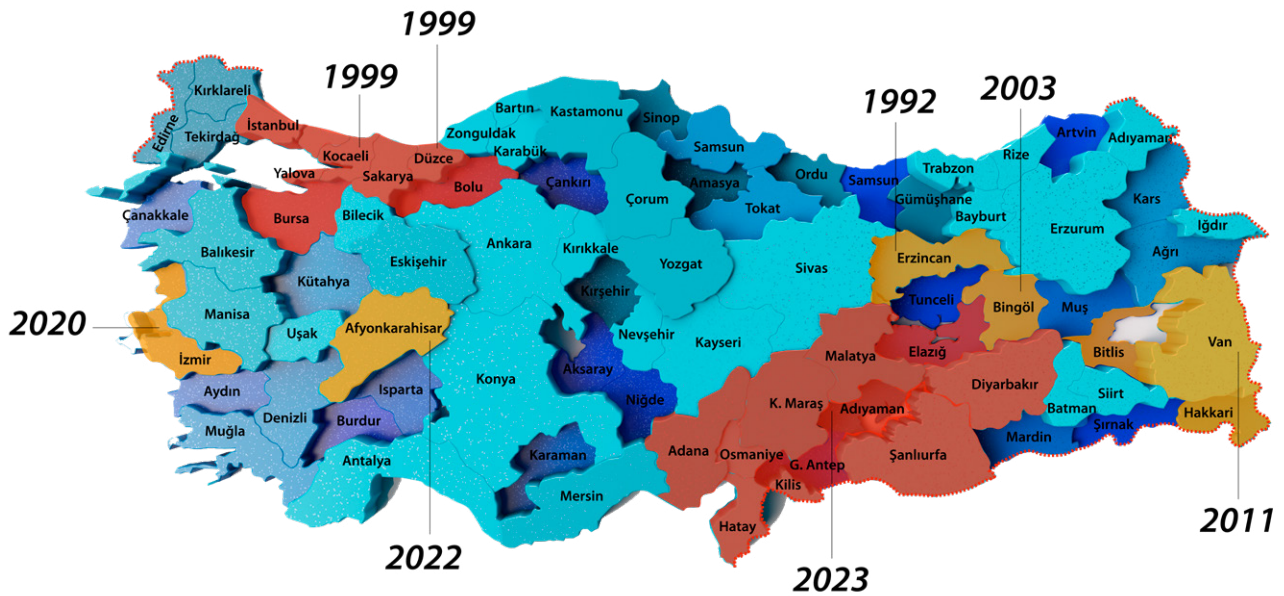 1999
1999
1992
2003
Kırklareli
Edirne
Tekirdağ
İstanbul
Kocaeli
Yalova
Sakarya
Düzce
Bolu
Zonguldak
Bartın
Karabük
Kastamonu
Sinop
Samsun
Çankırı
Amasya
Ordu
Samsun
Trabzon
Rize
Artvin
Adıyaman
Çanakkale
Bursa
Bilecik
Çorum
Tokat
Gümüşhane
Bayburt
Erzurum
Kars
Iğdır
Balıkesir
Kütahya
Eskişehir
Ankara
Kırıkkale
Yozgat
Sivas
Erzincan
Ağrı
2020
Manisa
Uşak
Afyonkarahisar
Kırşehir
Nevşehir
Kayseri
Tunceli
Bingöl
Muş
İzmir
Malatya
Elazığ
Bitlis
Van
Aydın
Denizli
Isparta
Konya
Aksaray
Niğde
K. Maraş
Adıyaman
Diyarbakır
Batman
Siirt
Hakkari
Muğla
Burdur
Antalya
Karaman
Mersin
Adana
Osmaniye
G. Antep
Kilis
Şanlıurfa
Mardin
Şırnak
Hatay
2022
2023
2011